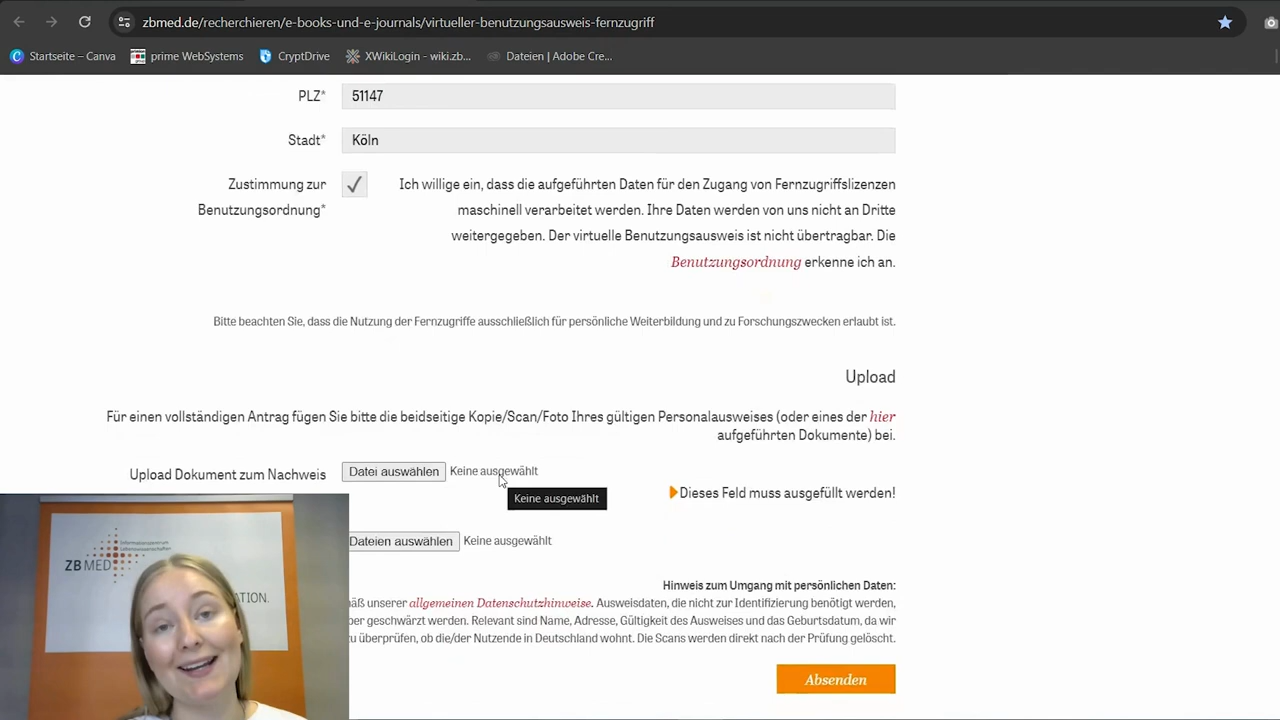 zbmed.de/recherchieren/e-books-und-e-journals/virtueller-benutzungsausweis-fernzugriff
Startseite – Canva
prime WebSystems
CryptDrive
XWikiLogin - wiki.zb...
Dateien | Adobe Cre...
PLZ*
51147
Stadt*
Köln
Zustimmung zur
Benutzungsordnung*
Ich willige ein, dass die aufgeführten Daten für den Zugang von Fernzugriffslizenzen
maschinell verarbeitet werden. Ihre Daten werden von uns nicht an Dritte
weitergegeben. Der virtuelle Benutzungsausweis ist nicht übertragbar. Die
Benutzungsordnung erkenne ich an.
Bitte beachten Sie, dass die Nutzung der Fernzugriffe ausschließlich für persönliche Weiterbildung und zu Forschungszwecken erlaubt ist.
Upload
Für einen vollständigen Antrag fügen Sie bitte die beidseitige Kopie/Scan/Foto Ihres gültigen Personalausweises (oder eines der hier
aufgeführten Dokumente) bei.
Upload Dokument zum Nachweis
Datei auswählen
Keine ausgewählt
Keine ausgewählt
Dieses Feld muss ausgefüllt werden!
Dateien auswählen
Keine ausgewählt
Hinweis zum Umgang mit persönlichen Daten:
äß unserer allgemeinen Datenschutzhinweise. Ausweisdaten, die nicht zur Identifizierung benötigt werden,
ber geschwärzt werden. Relevant sind Name, Adresse, Gültigkeit des Ausweises und das Geburtsdatum, da wir
zu überprüfen, ob die/der Nutzende in Deutschland wohnt. Die Scans werden direkt nach der Prüfung gelöscht.
Absenden
ZB MED
Informationszentrum
Lebenswissenschaften
ATION.